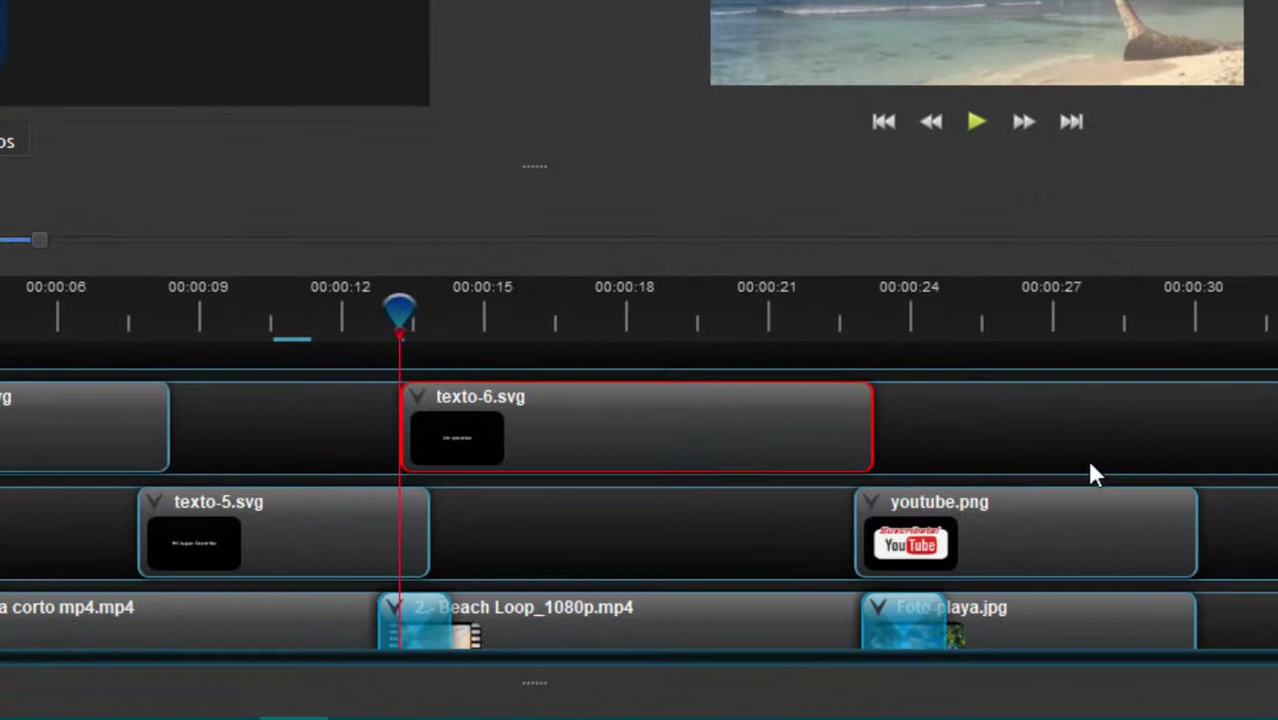 os
00:00:06 00:00:09 00:00:12 00:00:15 00:00:18 00:00:21 00:00:24 00:00:27 00:00:30
g texto-6.svg
texto-5.svg youtube.png
Suscribete!
YouTube
a corto mp4.mp4 2.- Beach Loop_1080p.mp4 Foto-playa.jpg